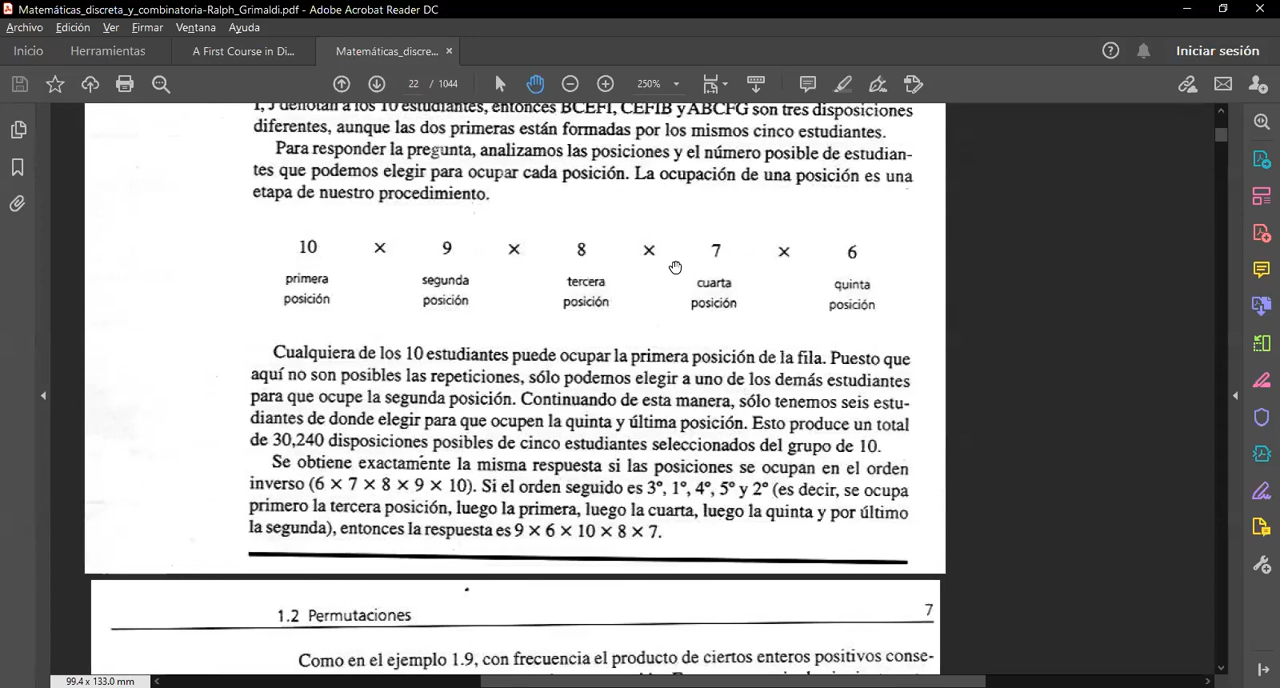 Matemáticas_discreta_y_combinatoria-Ralph_Grimaldi.pdf - Adobe Acrobat Reader DC
Archivo Edición Ver Firmar Ventana Ayuda
Inicio Herramientas A First Course in Di... Matemáticas_discre... × Iniciar sesión
22 / 1044 250%
I, J denotan a los 10 estudiantes, entonces BCEFI, CEFIB y ABCFG son tres disposiciones
diferentes, aunque las dos primeras están formadas por los mismos cinco estudiantes.
Para responder la pregunta, analizamos las posiciones y el número posible de estudian-
tes que podemos elegir para ocupar cada posición. La ocupación de una posición es una
etapa de nuestro procedimiento.
10 × 9 × 8 × 7 × 6
primera segunda tercera cuarta quinta
posición posición posición posición posición
Cualquiera de los 10 estudiantes puede ocupar la primera posición de la fila. Puesto que
aquí no son posibles las repeticiones, sólo podemos elegir a uno de los demás estudiantes
para que ocupe la segunda posición. Continuando de esta manera, sólo tenemos seis estu-
diantes de donde elegir para que ocupen la quinta y última posición. Esto produce un total
de 30,240 disposiciones posibles de cinco estudiantes seleccionados del grupo de 10.
Se obtiene exactamente la misma respuesta si las posiciones se ocupan en el orden
inverso (6 × 7 × 8 × 9 × 10). Si el orden seguido es 3º, 1º, 4º, 5º y 2º (es decir, se ocupa
primero la tercera posición, luego la primera, luego la cuarta, luego la quinta y por último
la segunda), entonces la respuesta es 9 × 6 × 10 × 8 × 7.
1.2 Permutaciones 7
Como en el ejemplo 1.9, con frecuencia el producto de ciertos enteros positivos conse-
99.4 x 133.0 mm